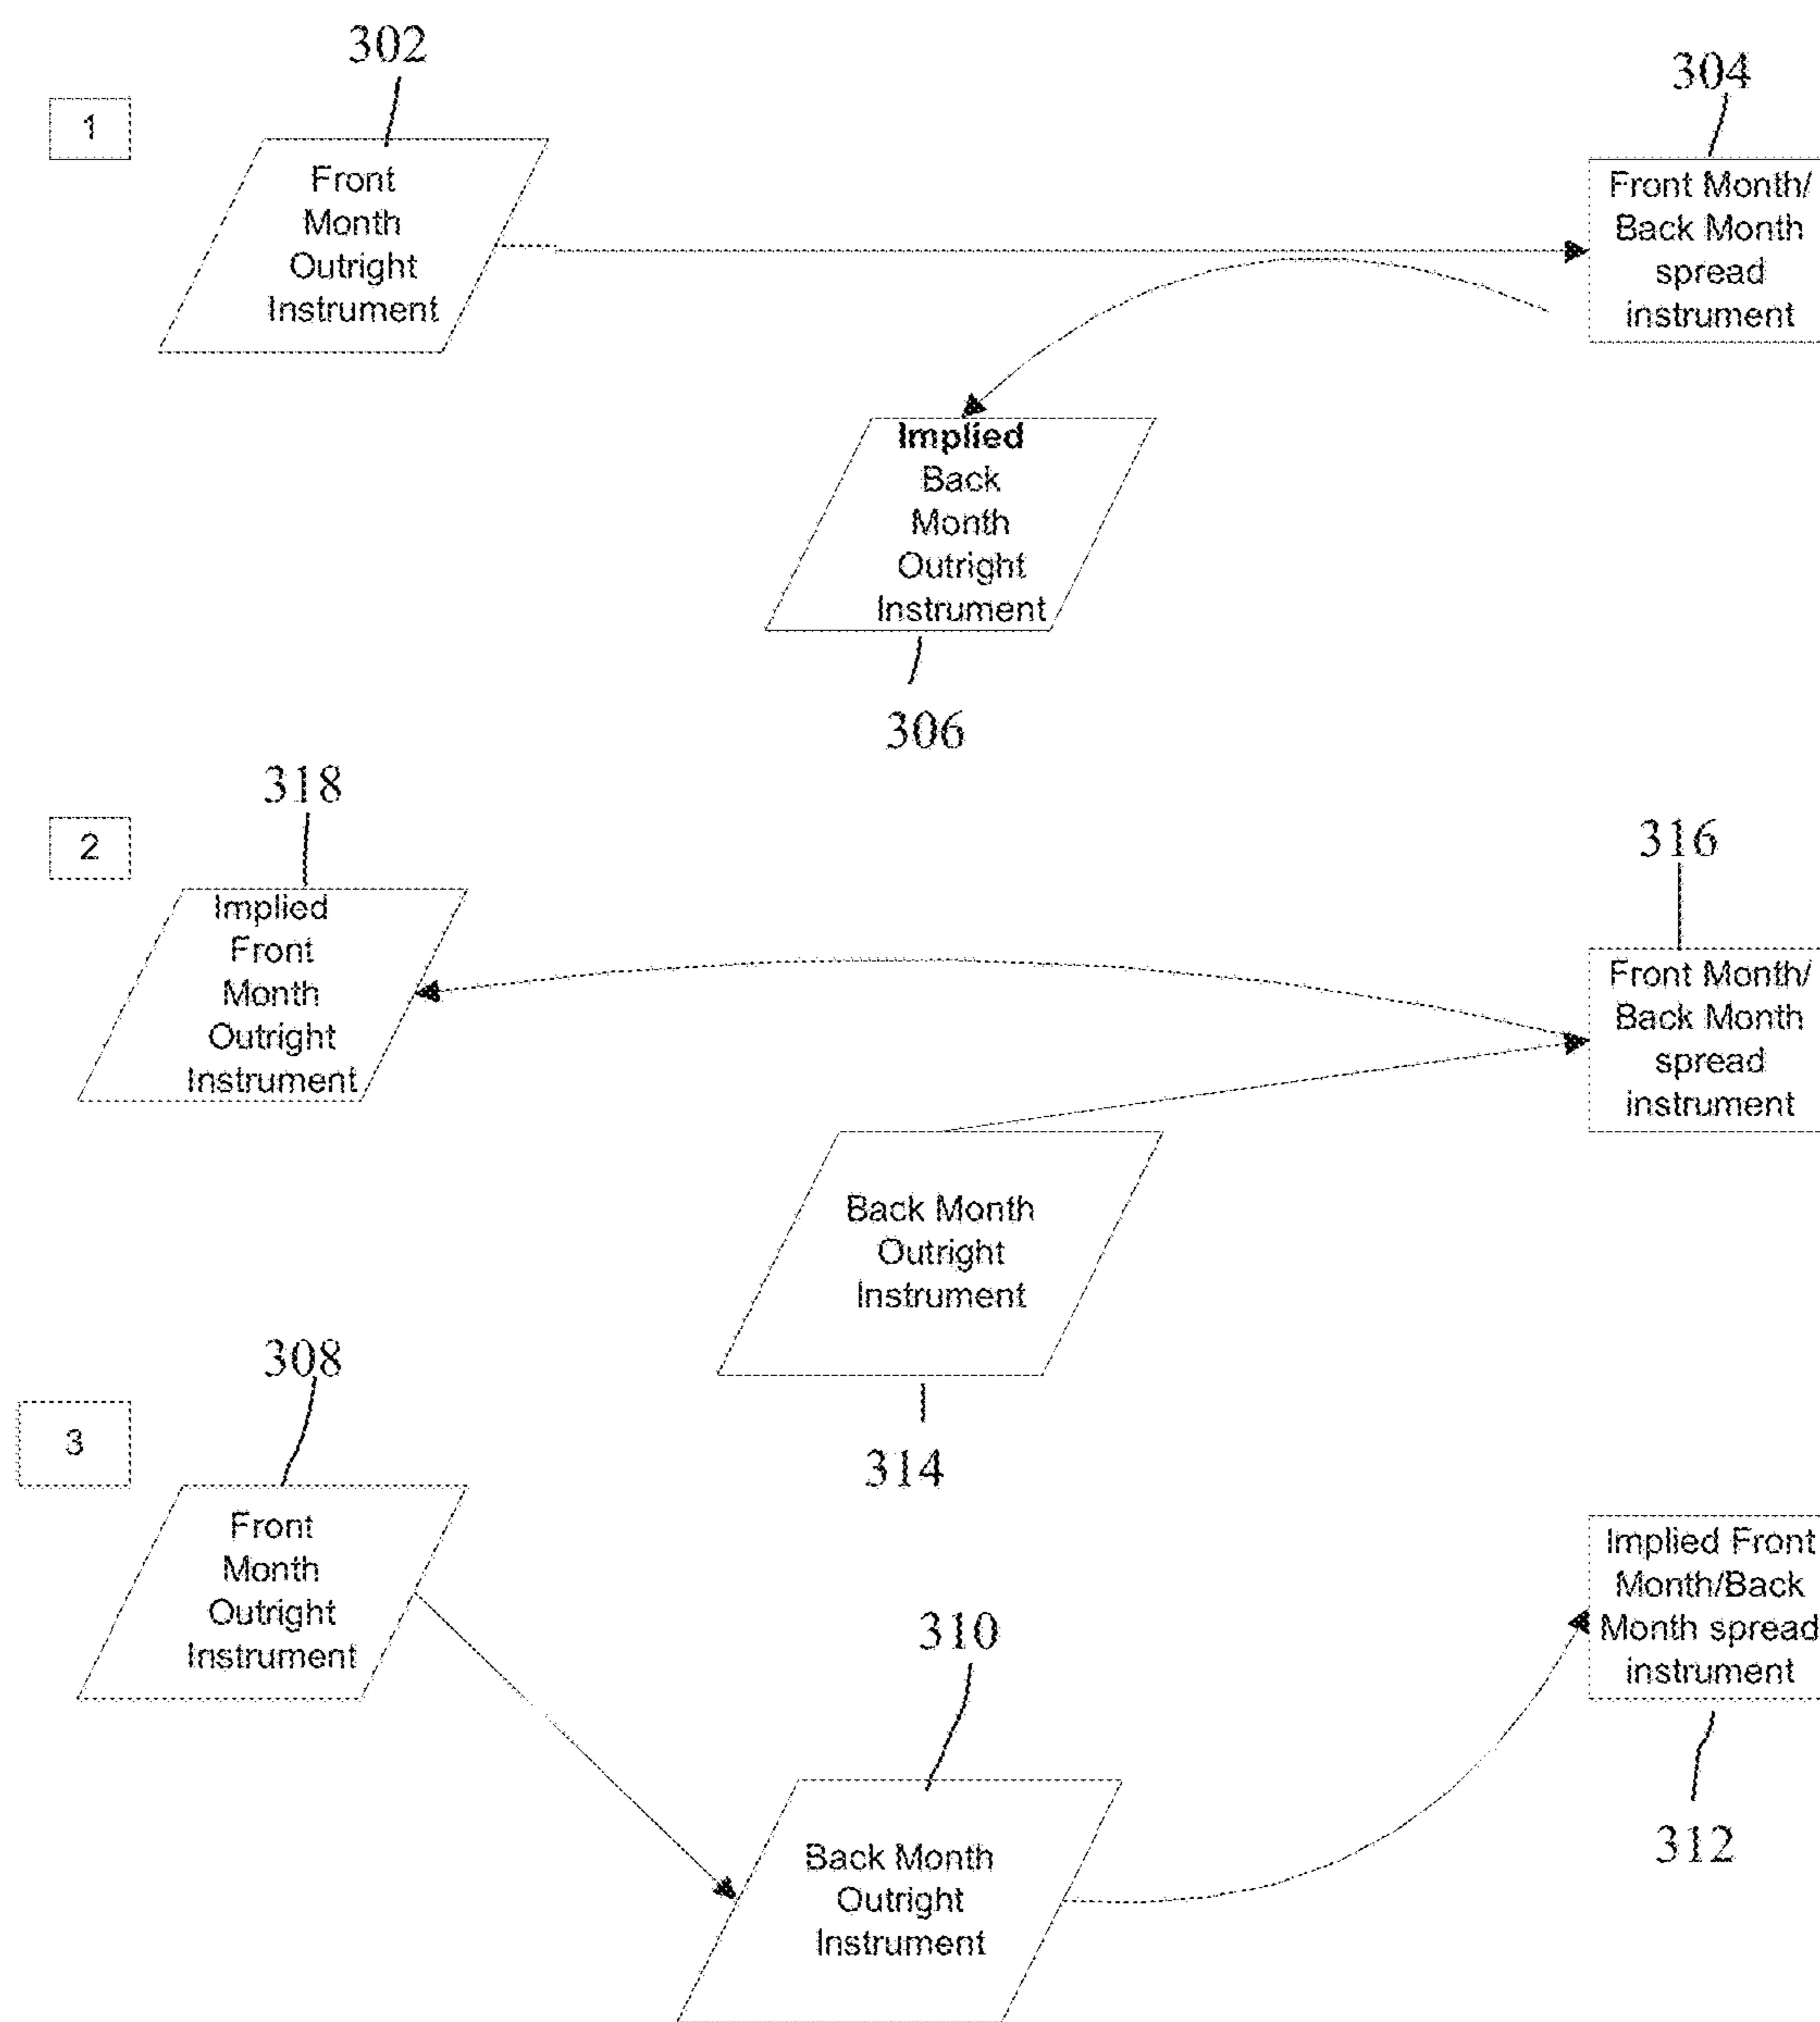 302
304
1
Front
Month
Outright
Instrument
Front Month/
Back Month
spread
instrument
Implied
Back
Month
Outright
Instrument
306
318
2
316
Implied
Front
Month
Outright
Instrument
Front Month/
Back Month
spread
instrument
Back Month
Outright
Instrument
314
308
3
Front
Month
Outright
Instrument
310
Implied Front
Month/Back
Month spread
instrument
312
Back Month
Outright
Instrument